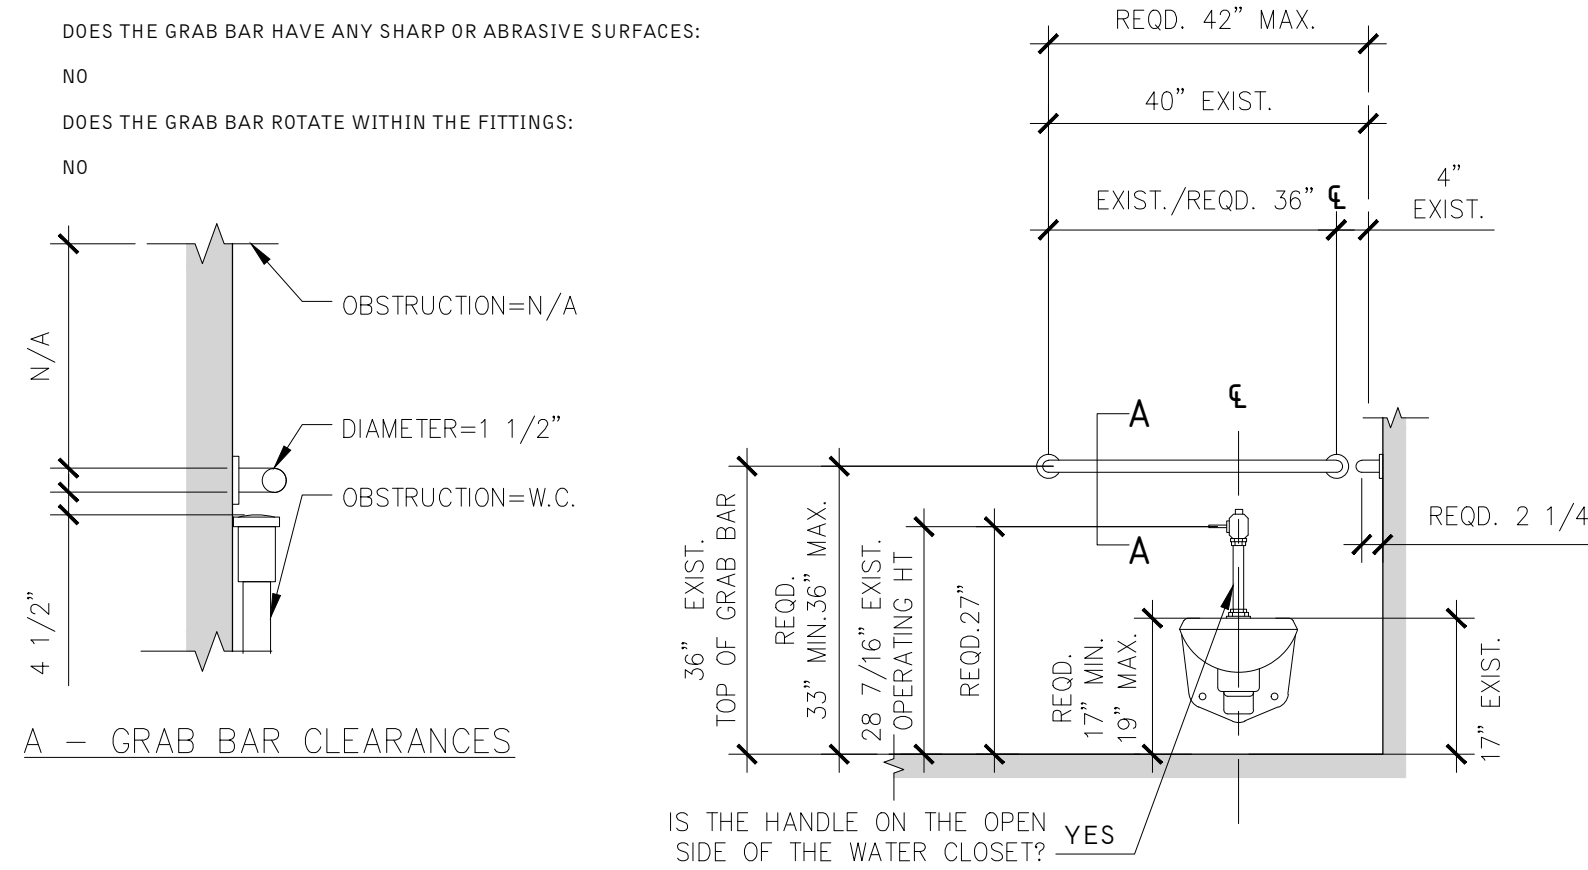 DOES THE GRAB BAR HAVE ANY SHARP OR ABRASIVE SURFACES:
NO
DOES THE GRAB BAR ROTATE WITHIN THE FITTINGS:
NO
N/A
OBSTRUCTION=N/A
DIAMETER=1 1/2”
OBSTRUCTION=W.C.
4 1/2”
A – GRAB BAR CLEARANCES
REQD. 42” MAX.
40” EXIST.
EXIST./REQD. 36” ℄
4”
EXIST.
℄
A
A
REQD. 2 1/4
36” EXIST.
TOP OF GRAB BAR
REQD.
33” MIN.36” MAX.
28 7/16” EXIST.
OPERATING HT
REQD.27”
REQD.
17” MIN.
19” MAX.
17” EXIST.
IS THE HANDLE ON THE OPEN
SIDE OF THE WATER CLOSET? YES